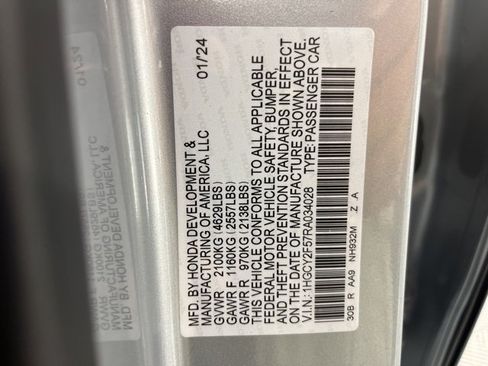 MFD. BY HONDA DEVELOPMENT & 01/24
MANUFACTURING OF AMERICA, LLC
GVWR 2100KG (4629LBS)
GAWR F 1160KG (2557LBS)
GAWR R 970KG (2138LBS)
THIS VEHICLE CONFORMS TO ALL APPLICABLE
FEDERAL MOTOR VEHICLE SAFETY, BUMPER,
AND THEFT PREVENTION STANDARDS IN EFFECT
ON THE DATE OF MANUFACTURE SHOWN ABOVE.
V.I.N.: 1HGCY2F57RA034028 TYPE: PASSENGER CAR
30B R AA9 NH932M Z A